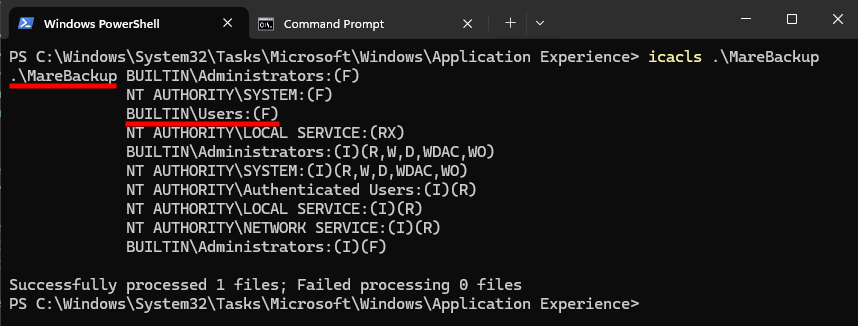 Windows PowerShell
Command Prompt
PS C:\Windows\System32\Tasks\Microsoft\Windows\Application Experience> icacls .\MareBackup
.\MareBackup BUILTIN\Administrators:(F)
NT AUTHORITY\SYSTEM:(F)
BUILTIN\Users:(F)
NT AUTHORITY\LOCAL SERVICE:(RX)
BUILTIN\Administrators:(I)(R,W,D,WDAC,WO)
NT AUTHORITY\SYSTEM:(I)(R,W,D,WDAC,WO)
NT AUTHORITY\Authenticated Users:(I)(R)
NT AUTHORITY\LOCAL SERVICE:(I)(R)
NT AUTHORITY\NETWORK SERVICE:(I)(R)
BUILTIN\Administrators:(I)(F)
Successfully processed 1 files; Failed processing 0 files
PS C:\Windows\System32\Tasks\Microsoft\Windows\Application Experience>